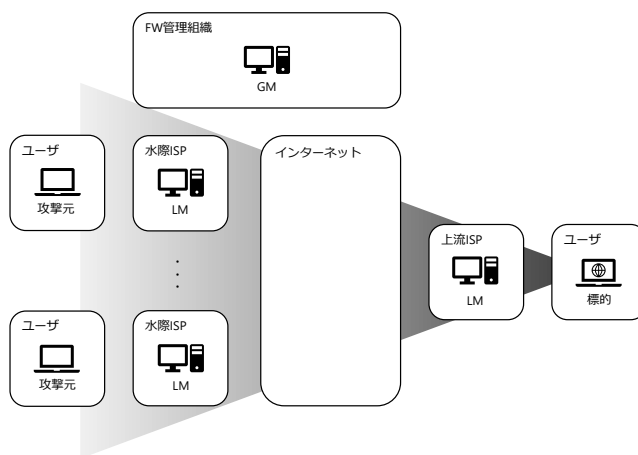 FW管理組織
GM
ユーザ
攻撃元
水際ISP
LM
インターネット
上流ISP
LM
ユーザ
標的
ユーザ
攻撃元
水際ISP
LM